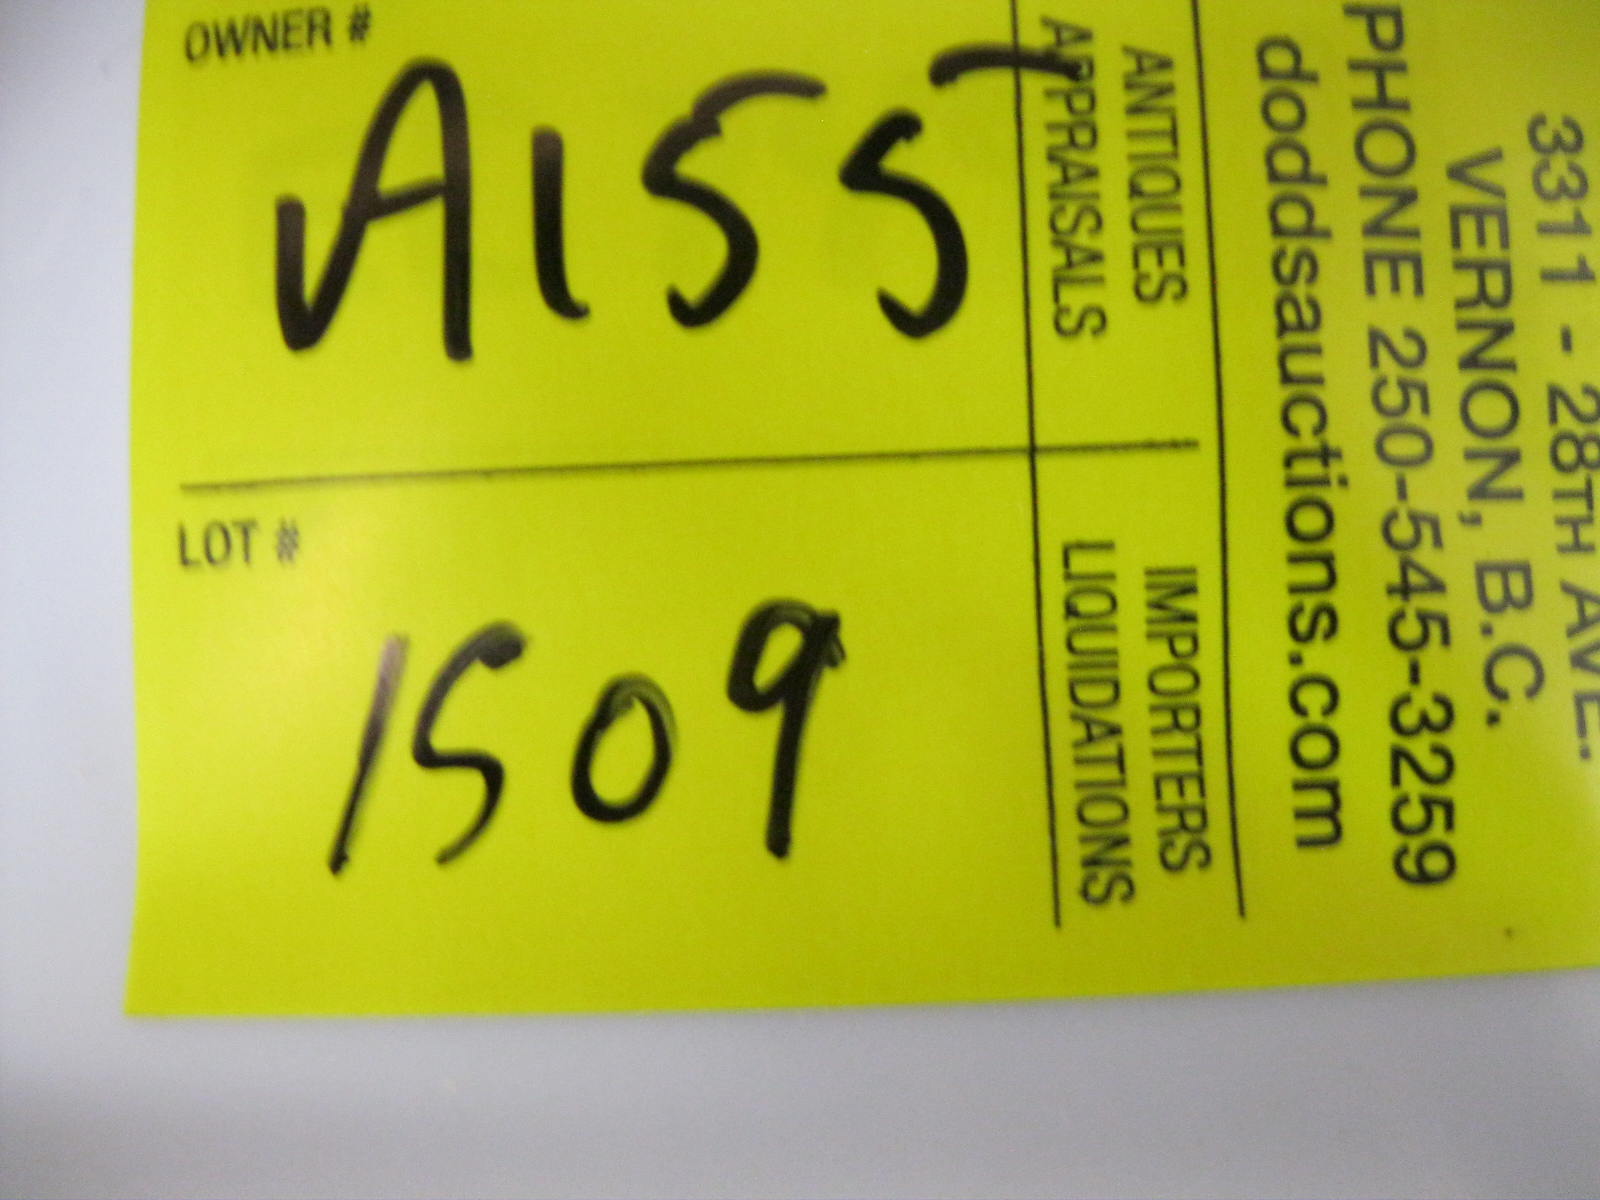 3311 - 28TH AVE.
VERNON, B.C.
PHONE 250-545-3259
doddsauctions.com
ANTIQUES
APPRAISALS
IMPORTERS
LIQUIDATIONS
OWNER #
A155
LOT #
1509